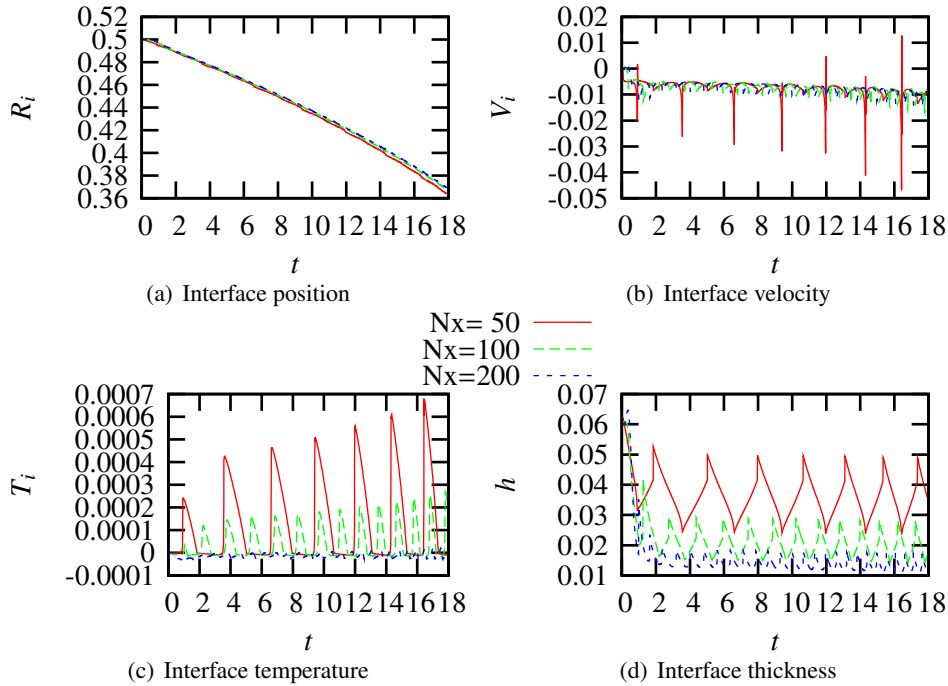 0.52
0.5
0.48
0.46
0.44
0.42
0.4
0.38
0.36
R_i
0 2 4 6 8 10 12 14 16 18
t
(a) Interface position
0.02
0.01
0
-0.01
-0.02
-0.03
-0.04
-0.05
V_i
0 2 4 6 8 10 12 14 16 18
t
(b) Interface velocity
Nx= 50
Nx=100
Nx=200
0.0007
0.0006
0.0005
0.0004
0.0003
0.0002
0.0001
0
-0.0001
T_i
0 2 4 6 8 10 12 14 16 18
t
(c) Interface temperature
0.07
0.06
0.05
0.04
0.03
0.02
0.01
h
0 2 4 6 8 10 12 14 16 18
t
(d) Interface thickness